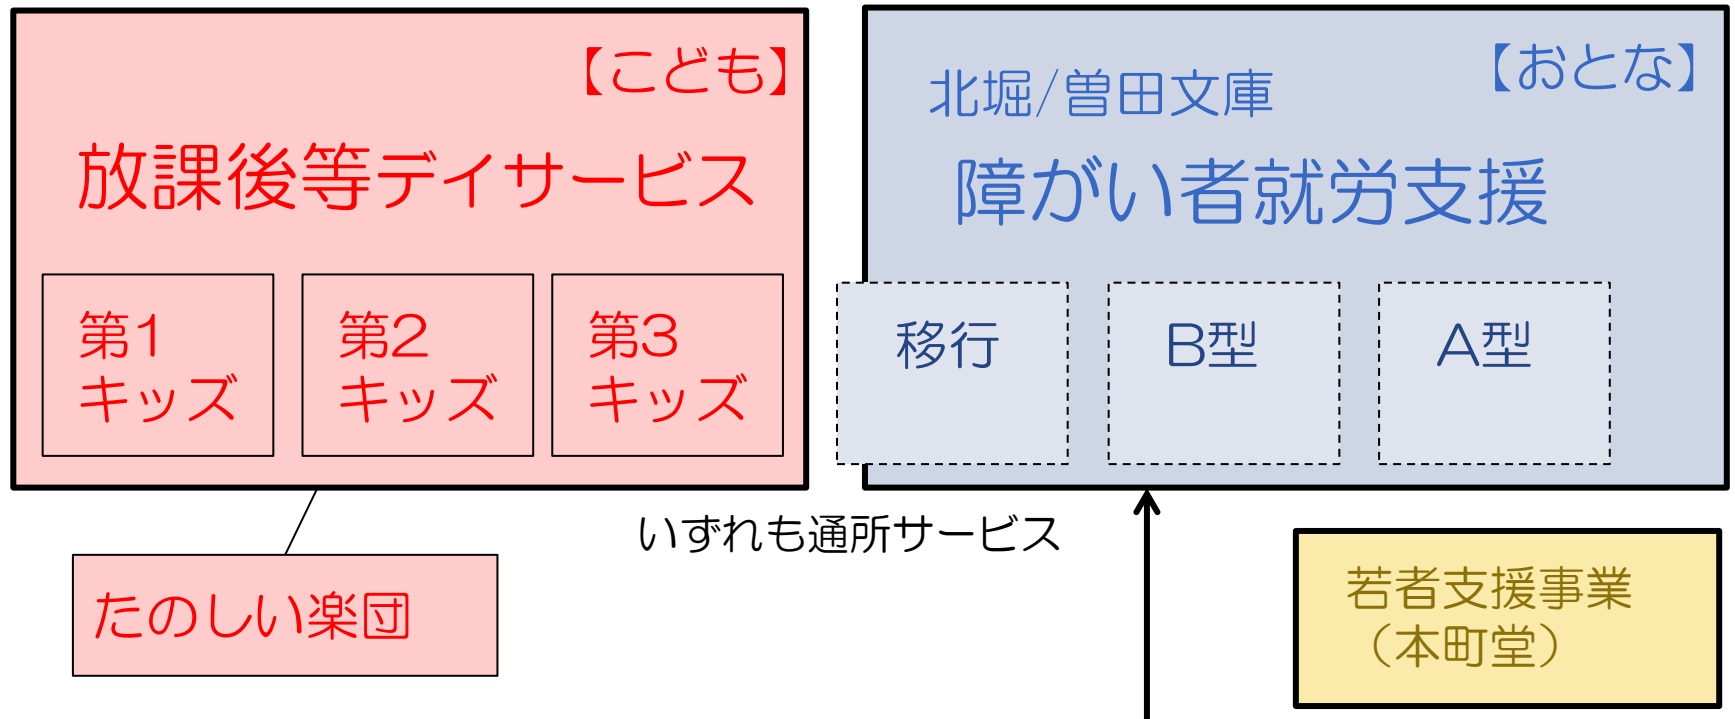 【こども】
放課後等デイサービス
第1
キッズ
第2
キッズ
第3
キッズ
たのしい楽団
【おとな】
北堀/曽田文庫
障がい者就労支援
移行
B型
A型
いずれも通所サービス
若者支援事業
（本町堂）